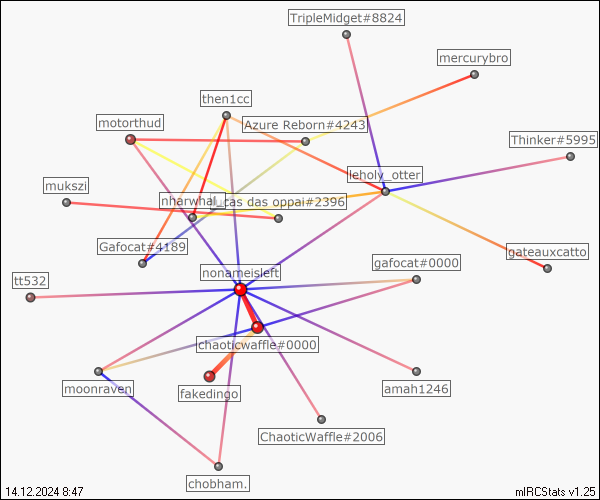 TripleMidget#8824
mercurybro
then1cc
motorthud
Azure Reborn#4243
Thinker#5995
leholy_otter
mukszi
nharwhal
ucas das oppai#2396
Gafocat#4189
gateauxcatto
nonameisleft
gafocat#0000
tt532
chaoticwaffle#0000
moonraven
fakedingo
amah1246
ChaoticWaffle#2006
chobham.
14.12.2024 8:47
mIRCStats v1.25